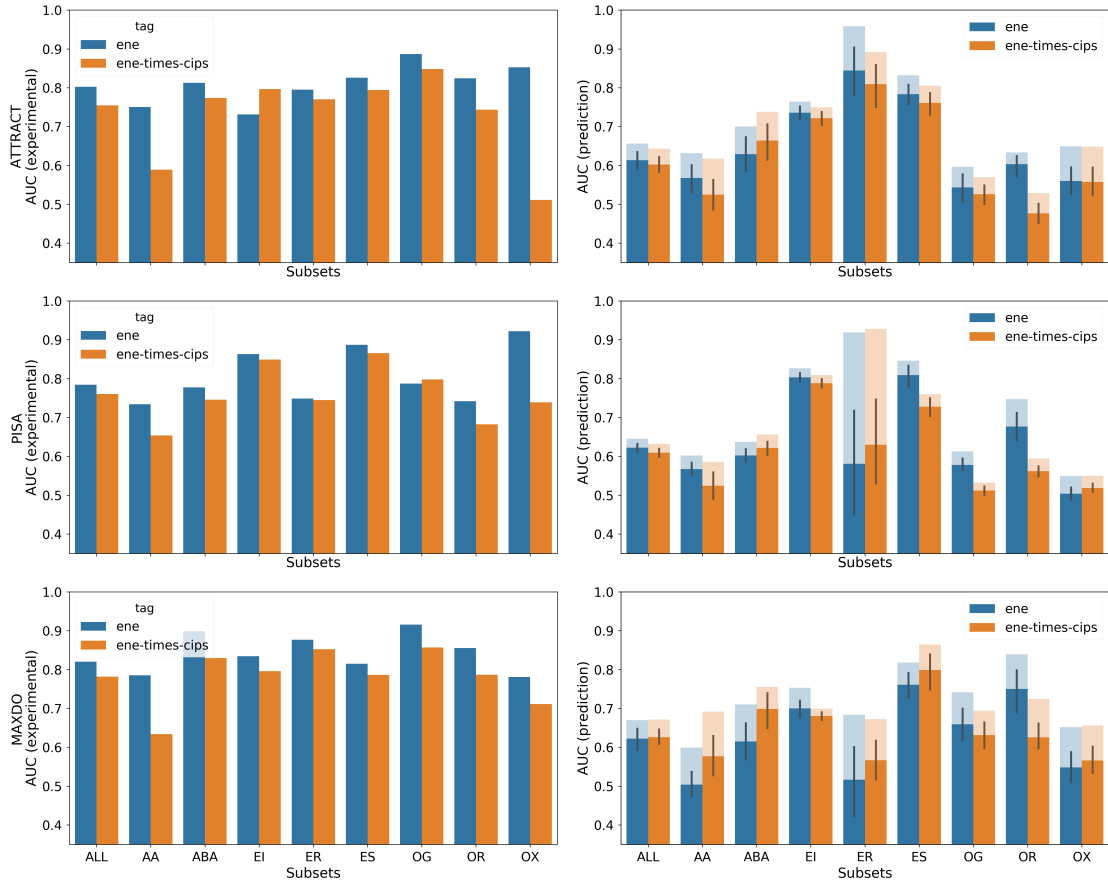 1.0
0.9
0.8
0.7
0.6
0.5
0.4
ATTRACT
AUC (experimental)
tag
ene
ene-times-cips
Subsets
1.0
0.9
0.8
0.7
0.6
0.5
0.4
AUC (prediction)
ene
ene-times-cips
Subsets
1.0
0.9
0.8
0.7
0.6
0.5
0.4
PISA
AUC (experimental)
tag
ene
ene-times-cips
Subsets
1.0
0.9
0.8
0.7
0.6
0.5
0.4
AUC (prediction)
ene
ene-times-cips
Subsets
1.0
0.9
0.8
0.7
0.6
0.5
0.4
MAXDO
AUC (experimental)
tag
ene
ene-times-cips
ALL AA ABA EI ER ES OG OR OX
Subsets
1.0
0.9
0.8
0.7
0.6
0.5
0.4
AUC (prediction)
ene
ene-times-cips
ALL AA ABA EI ER ES OG OR OX
Subsets